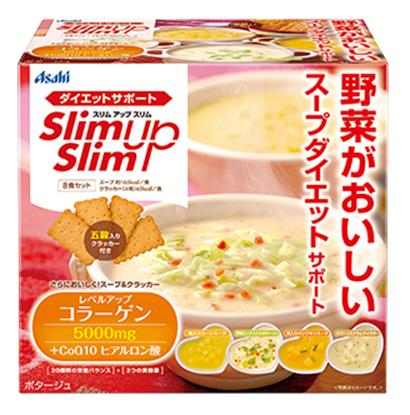 Asahi
ダイエットサポート
スリム アップ スリム
Slim up
Slim
8食セット
野菜がおいしい
スープダイエットサポート
五穀入り
クラッカー
付き
さらにおいしく!スープ&クラッカー
レベルアップ
コラーゲン
5000mg
+CoQ10 ヒアルロン酸
ポタージュ